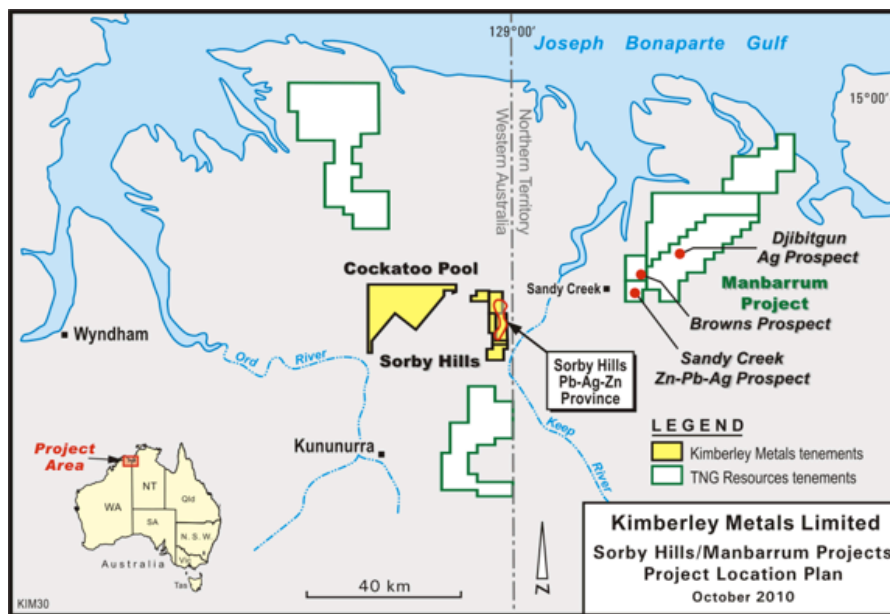 129°00'
Joseph Bonaparte Gulf
15°00'
Northern Territory
Western Australia
Djibitgun
Ag Prospect
Cockatoo Pool
Sandy Creek
Manbarrum
Project
Browns Prospect
Wyndham
Ord River
Sorby Hills
Sorby Hills
Pb-Ag-Zn
Province
Sandy Creek
Zn-Pb-Ag Prospect
Keep River
LEGEND
Kimberley Metals tenements
TNG Resources tenements
Kununurra
Project
Area
WA
NT
Qld
SA
N.S.W.
Vic
Australia
Tas
40 km
N
Kimberley Metals Limited
Sorby Hills/Manbarrum Projects
Project Location Plan
October 2010
KIM30